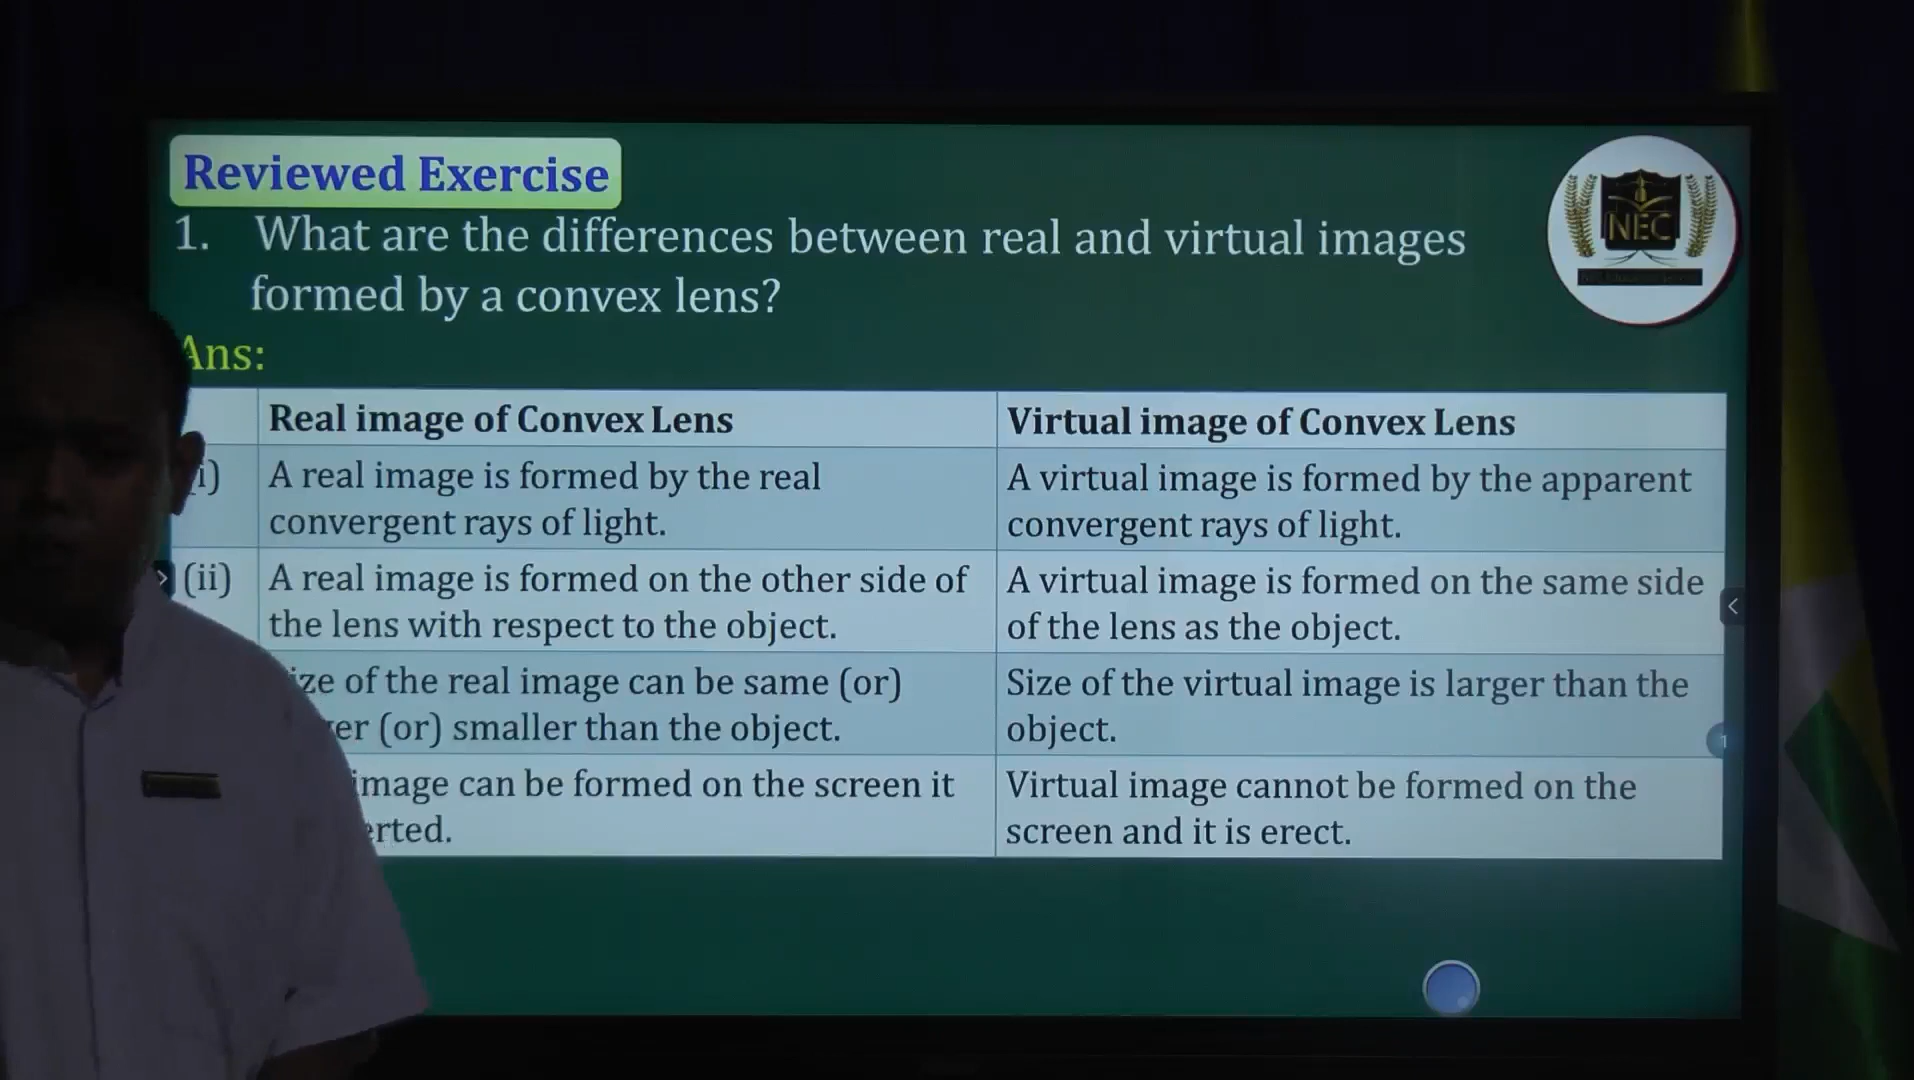 Reviewed Exercise
1. What are the differences between real and virtual images
formed by a convex lens?
Ans:
NEC
Real image of Convex Lens
Virtual image of Convex Lens
i)
A real image is formed by the real
convergent rays of light.
A virtual image is formed by the apparent
convergent rays of light.
(ii)
A real image is formed on the other side of
the lens with respect to the object.
A virtual image is formed on the same side
of the lens as the object.
of the real image can be same (or)
(or) smaller than the object.
Size of the virtual image is larger than the
object.
image can be formed on the screen it
Virtual image cannot be formed on the
screen and it is erect.